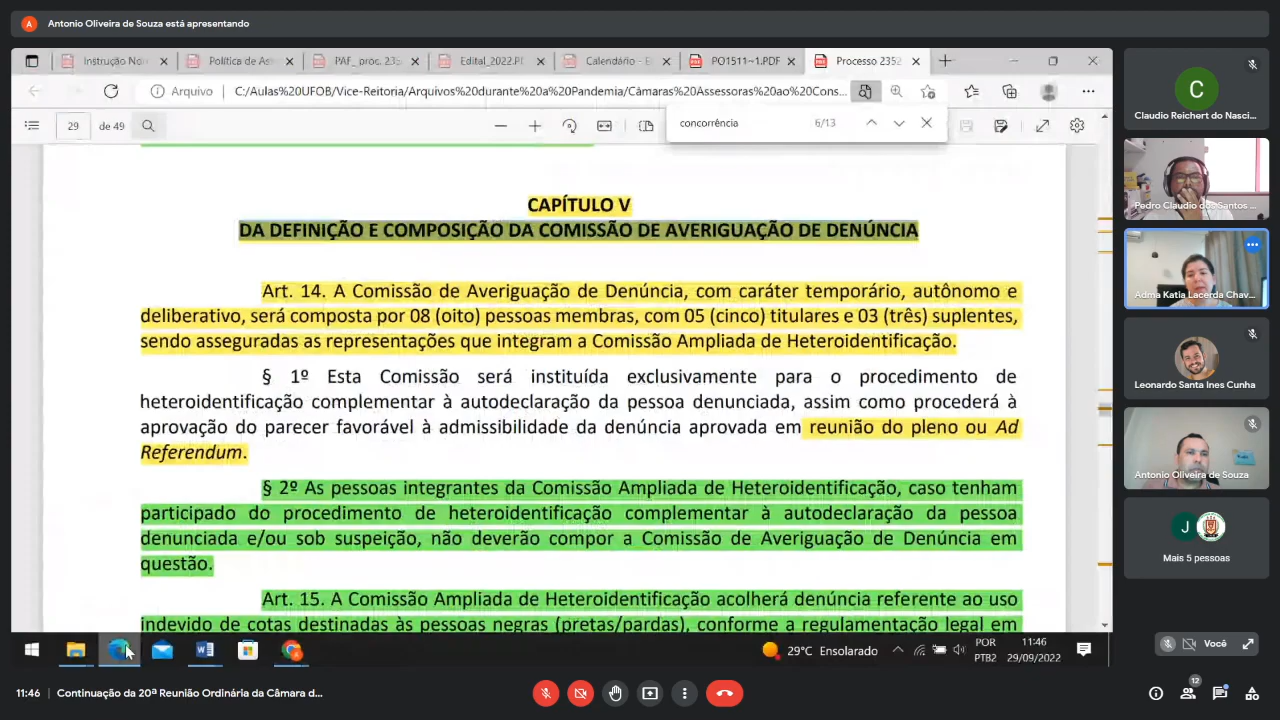 A Antonio Oliveira de Souza está apresentando
Instrução No
Política de As
PAF_ proc. 235
Edital_2022.P
Calendário - E
PO1511~1.PDF
Processo 2352
Arquivo C:/Aulas%20UFOB/Vice-Reitoria/Arquivos%20durante%20a%20Pandemia/Câmaras%20Assessoras%20ao%20Cons...
29 de 49
concorrência 6/13
CAPÍTULO V
DA DEFINIÇÃO E COMPOSIÇÃO DA COMISSÃO DE AVERIGUAÇÃO DE DENÚNCIA
Art. 14. A Comissão de Averiguação de Denúncia, com caráter temporário, autônomo e
deliberativo, será composta por 08 (oito) pessoas membras, com 05 (cinco) titulares e 03 (três) suplentes,
sendo asseguradas as representações que integram a Comissão Ampliada de Heteroidentificação.
§ 1º Esta Comissão será instituída exclusivamente para o procedimento de
heteroidentificação complementar à autodeclaração da pessoa denunciada, assim como procederá à
aprovação do parecer favorável à admissibilidade da denúncia aprovada em reunião do pleno ou Ad
Referendum.
§ 2º As pessoas integrantes da Comissão Ampliada de Heteroidentificação, caso tenham
participado do procedimento de heteroidentificação complementar à autodeclaração da pessoa
denunciada e/ou sob suspeição, não deverão compor a Comissão de Averiguação de Denúncia em
questão.
Art. 15. A Comissão Ampliada de Heteroidentificação acolherá denúncia referente ao uso
indevido de cotas destinadas às pessoas negras (pretas/pardas), conforme a regulamentação legal em
29°C Ensolarado
POR
PTB2
11:46
29/09/2022
C
Claudio Reichert do Nasci...
Pedro Claudio dos Santos ...
Adma Katia Lacerda Chav...
Leonardo Santa Ines Cunha
Antonio Oliveira de Souza
J
Mais 5 pessoas
Você
11:46 Continuação da 20ª Reunião Ordinária da Câmara d...
12